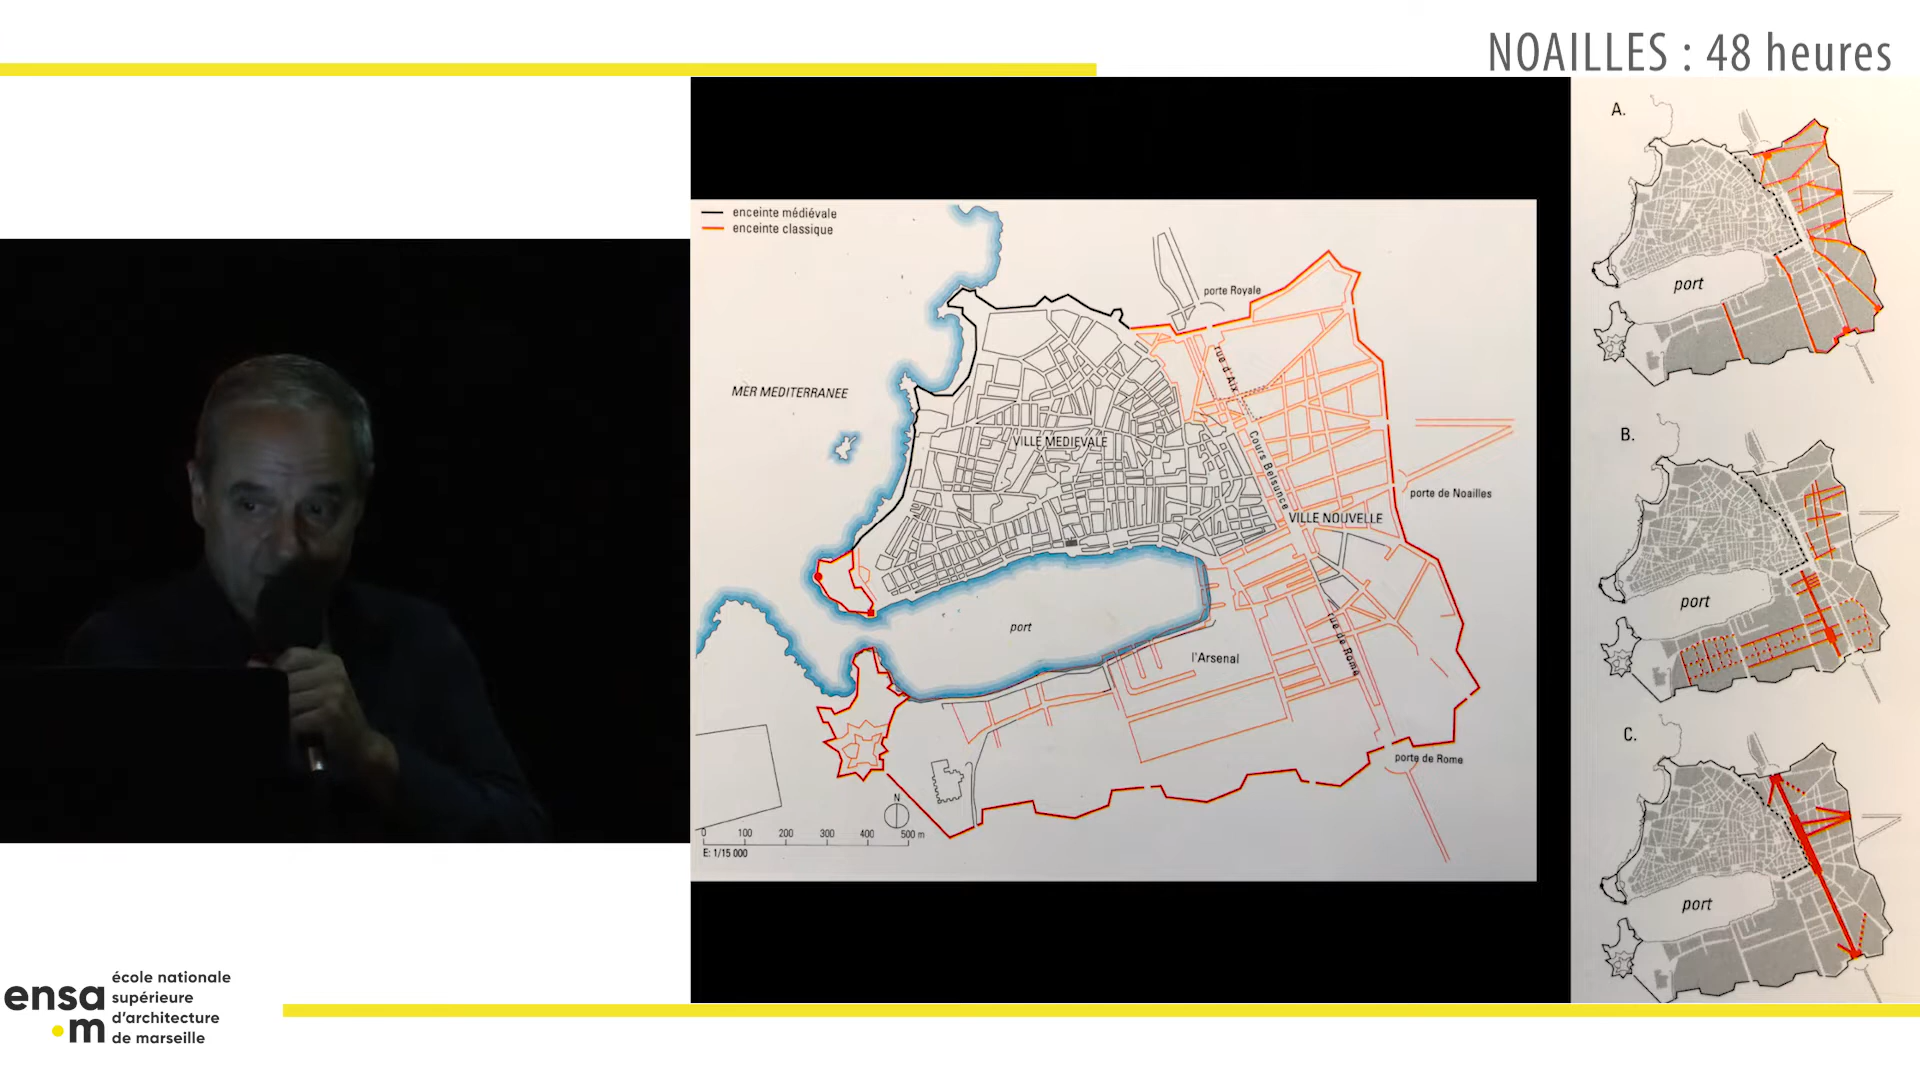 NOAILLES : 48 heures
enceinte médiévale
enceinte classique
MER MEDITERRANEE
porte Royale
rue d'Aix
VILLE MEDIEVALE
Cours Belsunce
porte de Noailles
VILLE NOUVELLE
port
l'Arsenal
rue de Rome
porte de Rome
N
0 100 200 300 400 500 m
E: 1/15 000
A.
port
B.
port
C.
port
ensa
•m
école nationale
supérieure
d'architecture
de marseille